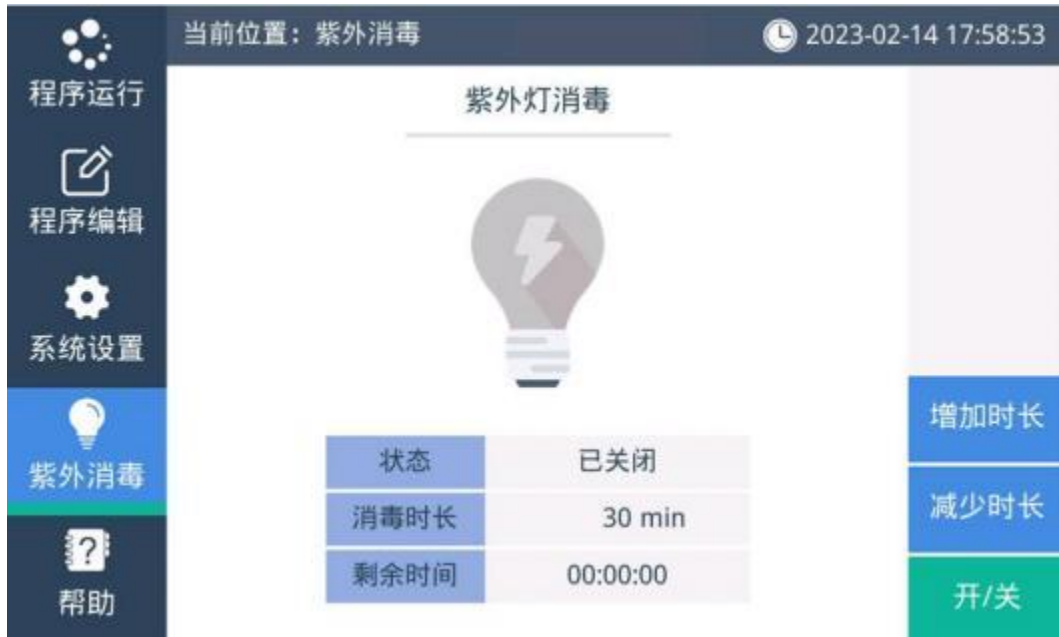 当前位置：紫外消毒
2023-02-14 17:58:53
程序运行
程序编辑
系统设置
紫外消毒
?
帮助
紫外灯消毒
状态 已关闭
消毒时长 30 min
剩余时间 00:00:00
增加时长
减少时长
开/关